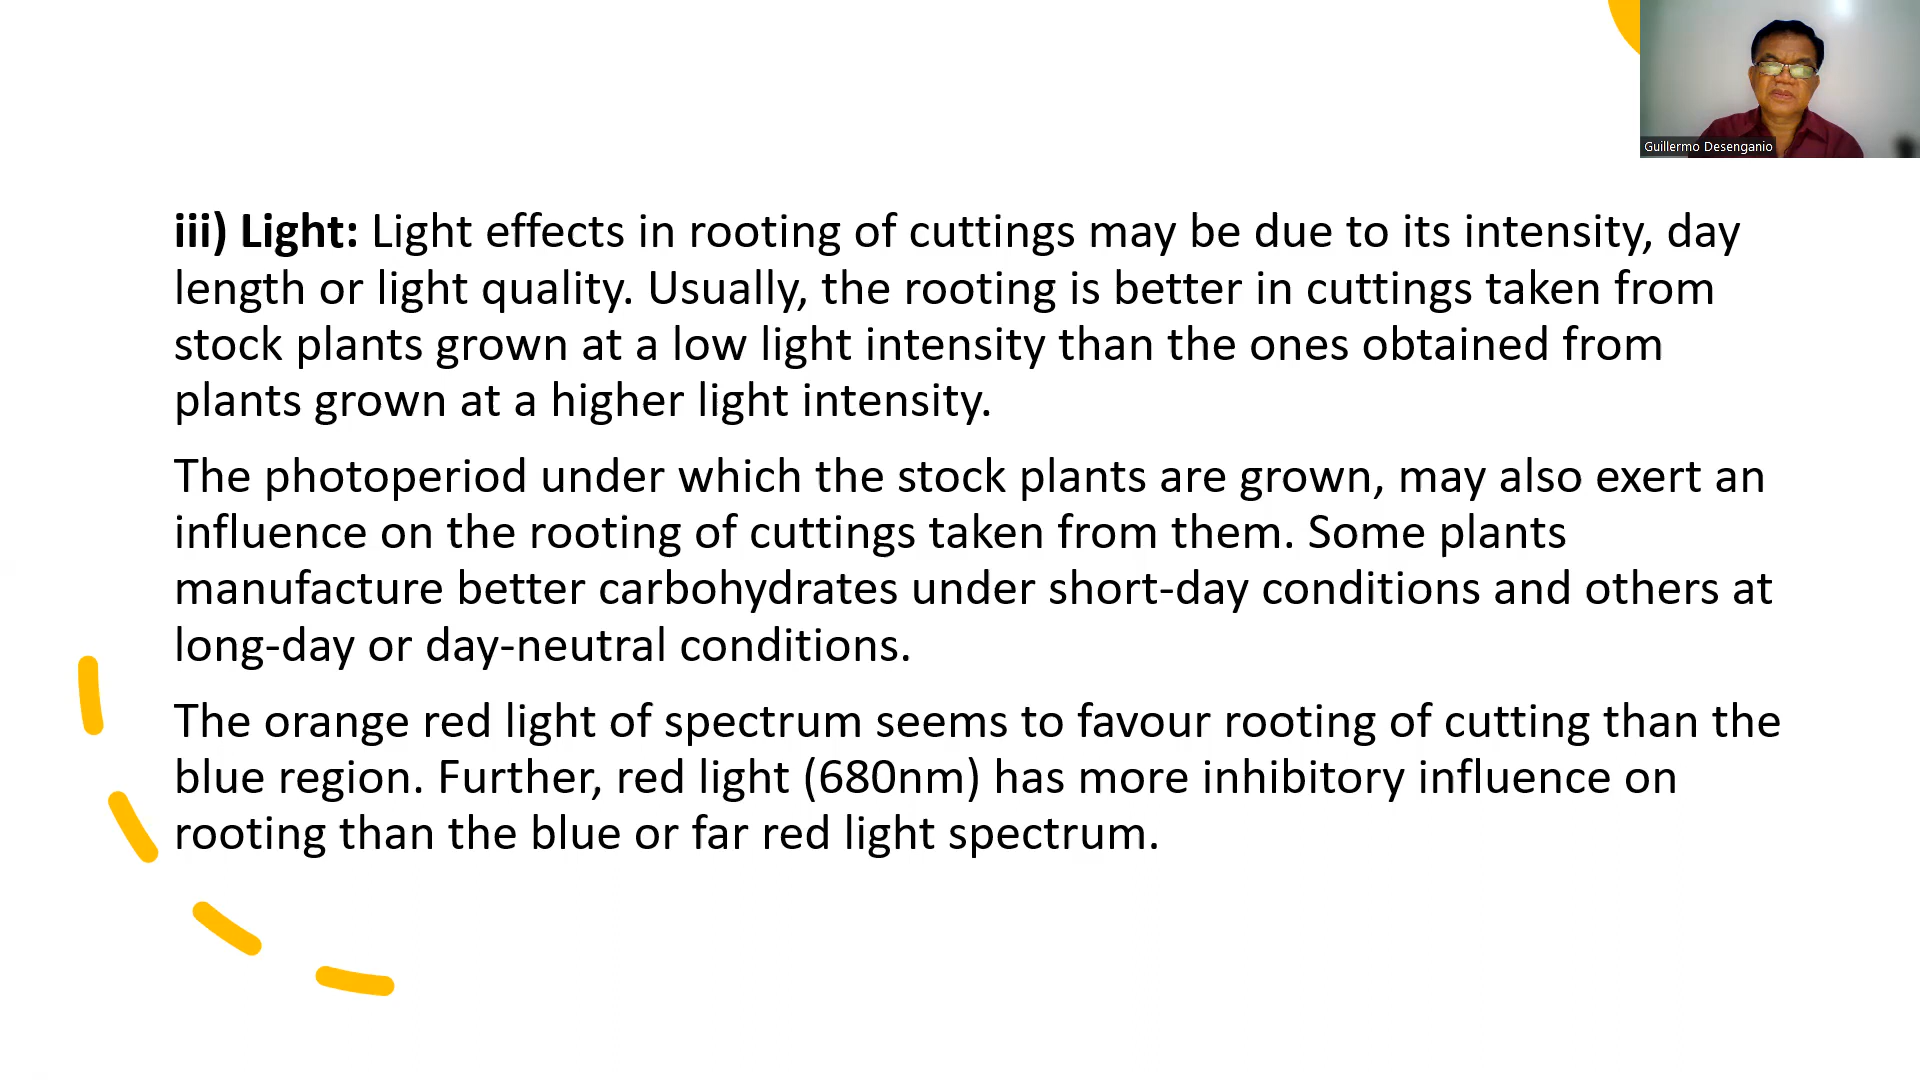 Guillermo Desenganio
iii) Light: Light effects in rooting of cuttings may be due to its intensity, day
length or light quality. Usually, the rooting is better in cuttings taken from
stock plants grown at a low light intensity than the ones obtained from
plants grown at a higher light intensity.
The photoperiod under which the stock plants are grown, may also exert an
influence on the rooting of cuttings taken from them. Some plants
manufacture better carbohydrates under short-day conditions and others at
long-day or day-neutral conditions.
The orange red light of spectrum seems to favour rooting of cutting than the
blue region. Further, red light (680nm) has more inhibitory influence on
rooting than the blue or far red light spectrum.